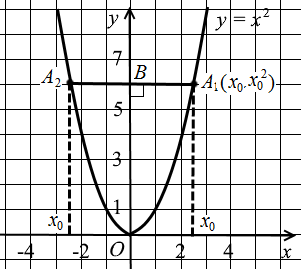 y
y = x²
7
A₂
B
A₁(x₀, x₀²)
5
3
1
x₀
x₀
-4
-2
O
2
4
x